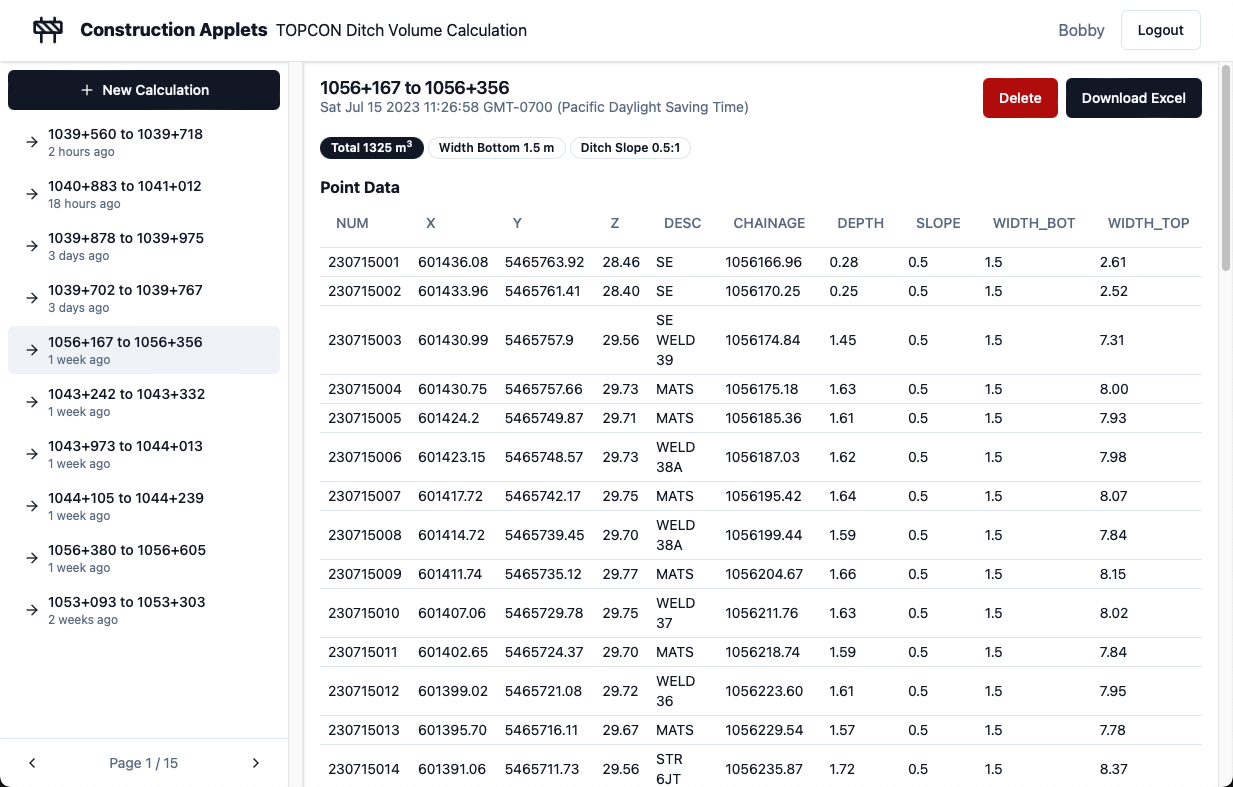 Construction Applets TOPCON Ditch Volume Calculation
Bobby
Logout
+ New Calculation
1039+560 to 1039+718
2 hours ago
1040+883 to 1041+012
18 hours ago
1039+878 to 1039+975
3 days ago
1039+702 to 1039+767
3 days ago
1056+167 to 1056+356
1 week ago
1043+242 to 1043+332
1 week ago
1043+973 to 1044+013
1 week ago
1044+105 to 1044+239
1 week ago
1056+380 to 1056+605
1 week ago
1053+093 to 1053+303
2 weeks ago
Page 1 / 15
1056+167 to 1056+356
Sat Jul 15 2023 11:26:58 GMT-0700 (Pacific Daylight Saving Time)
Delete
Download Excel
Total 1325 m³ Width Bottom 1.5 m Ditch Slope 0.5:1
Point Data
NUM X Y Z DESC CHAINAGE DEPTH SLOPE WIDTH_BOT WIDTH_TOP
230715001 601436.08 5465763.92 28.46 SE 1056166.96 0.28 0.5 1.5 2.61
230715002 601433.96 5465761.41 28.40 SE 1056170.25 0.25 0.5 1.5 2.52
230715003 601430.99 5465757.9 29.56 SE WELD 39 1056174.84 1.45 0.5 1.5 7.31
230715004 601430.75 5465757.66 29.73 MATS 1056175.18 1.63 0.5 1.5 8.00
230715005 601424.2 5465749.87 29.71 MATS 1056185.36 1.61 0.5 1.5 7.93
230715006 601423.15 5465748.57 29.73 WELD 38A 1056187.03 1.62 0.5 1.5 7.98
230715007 601417.72 5465742.17 29.75 MATS 1056195.42 1.64 0.5 1.5 8.07
230715008 601414.72 5465739.45 29.70 WELD 38A 1056199.44 1.59 0.5 1.5 7.84
230715009 601411.74 5465735.12 29.77 MATS 1056204.67 1.66 0.5 1.5 8.15
230715010 601407.06 5465729.78 29.75 WELD 37 1056211.76 1.63 0.5 1.5 8.02
230715011 601402.65 5465724.37 29.70 MATS 1056218.74 1.59 0.5 1.5 7.84
230715012 601399.02 5465721.08 29.72 WELD 36 1056223.60 1.61 0.5 1.5 7.95
230715013 601395.70 5465716.11 29.67 MATS 1056229.54 1.57 0.5 1.5 7.78
230715014 601391.06 5465711.73 29.56 STR 6JT 1056235.87 1.72 0.5 1.5 8.37